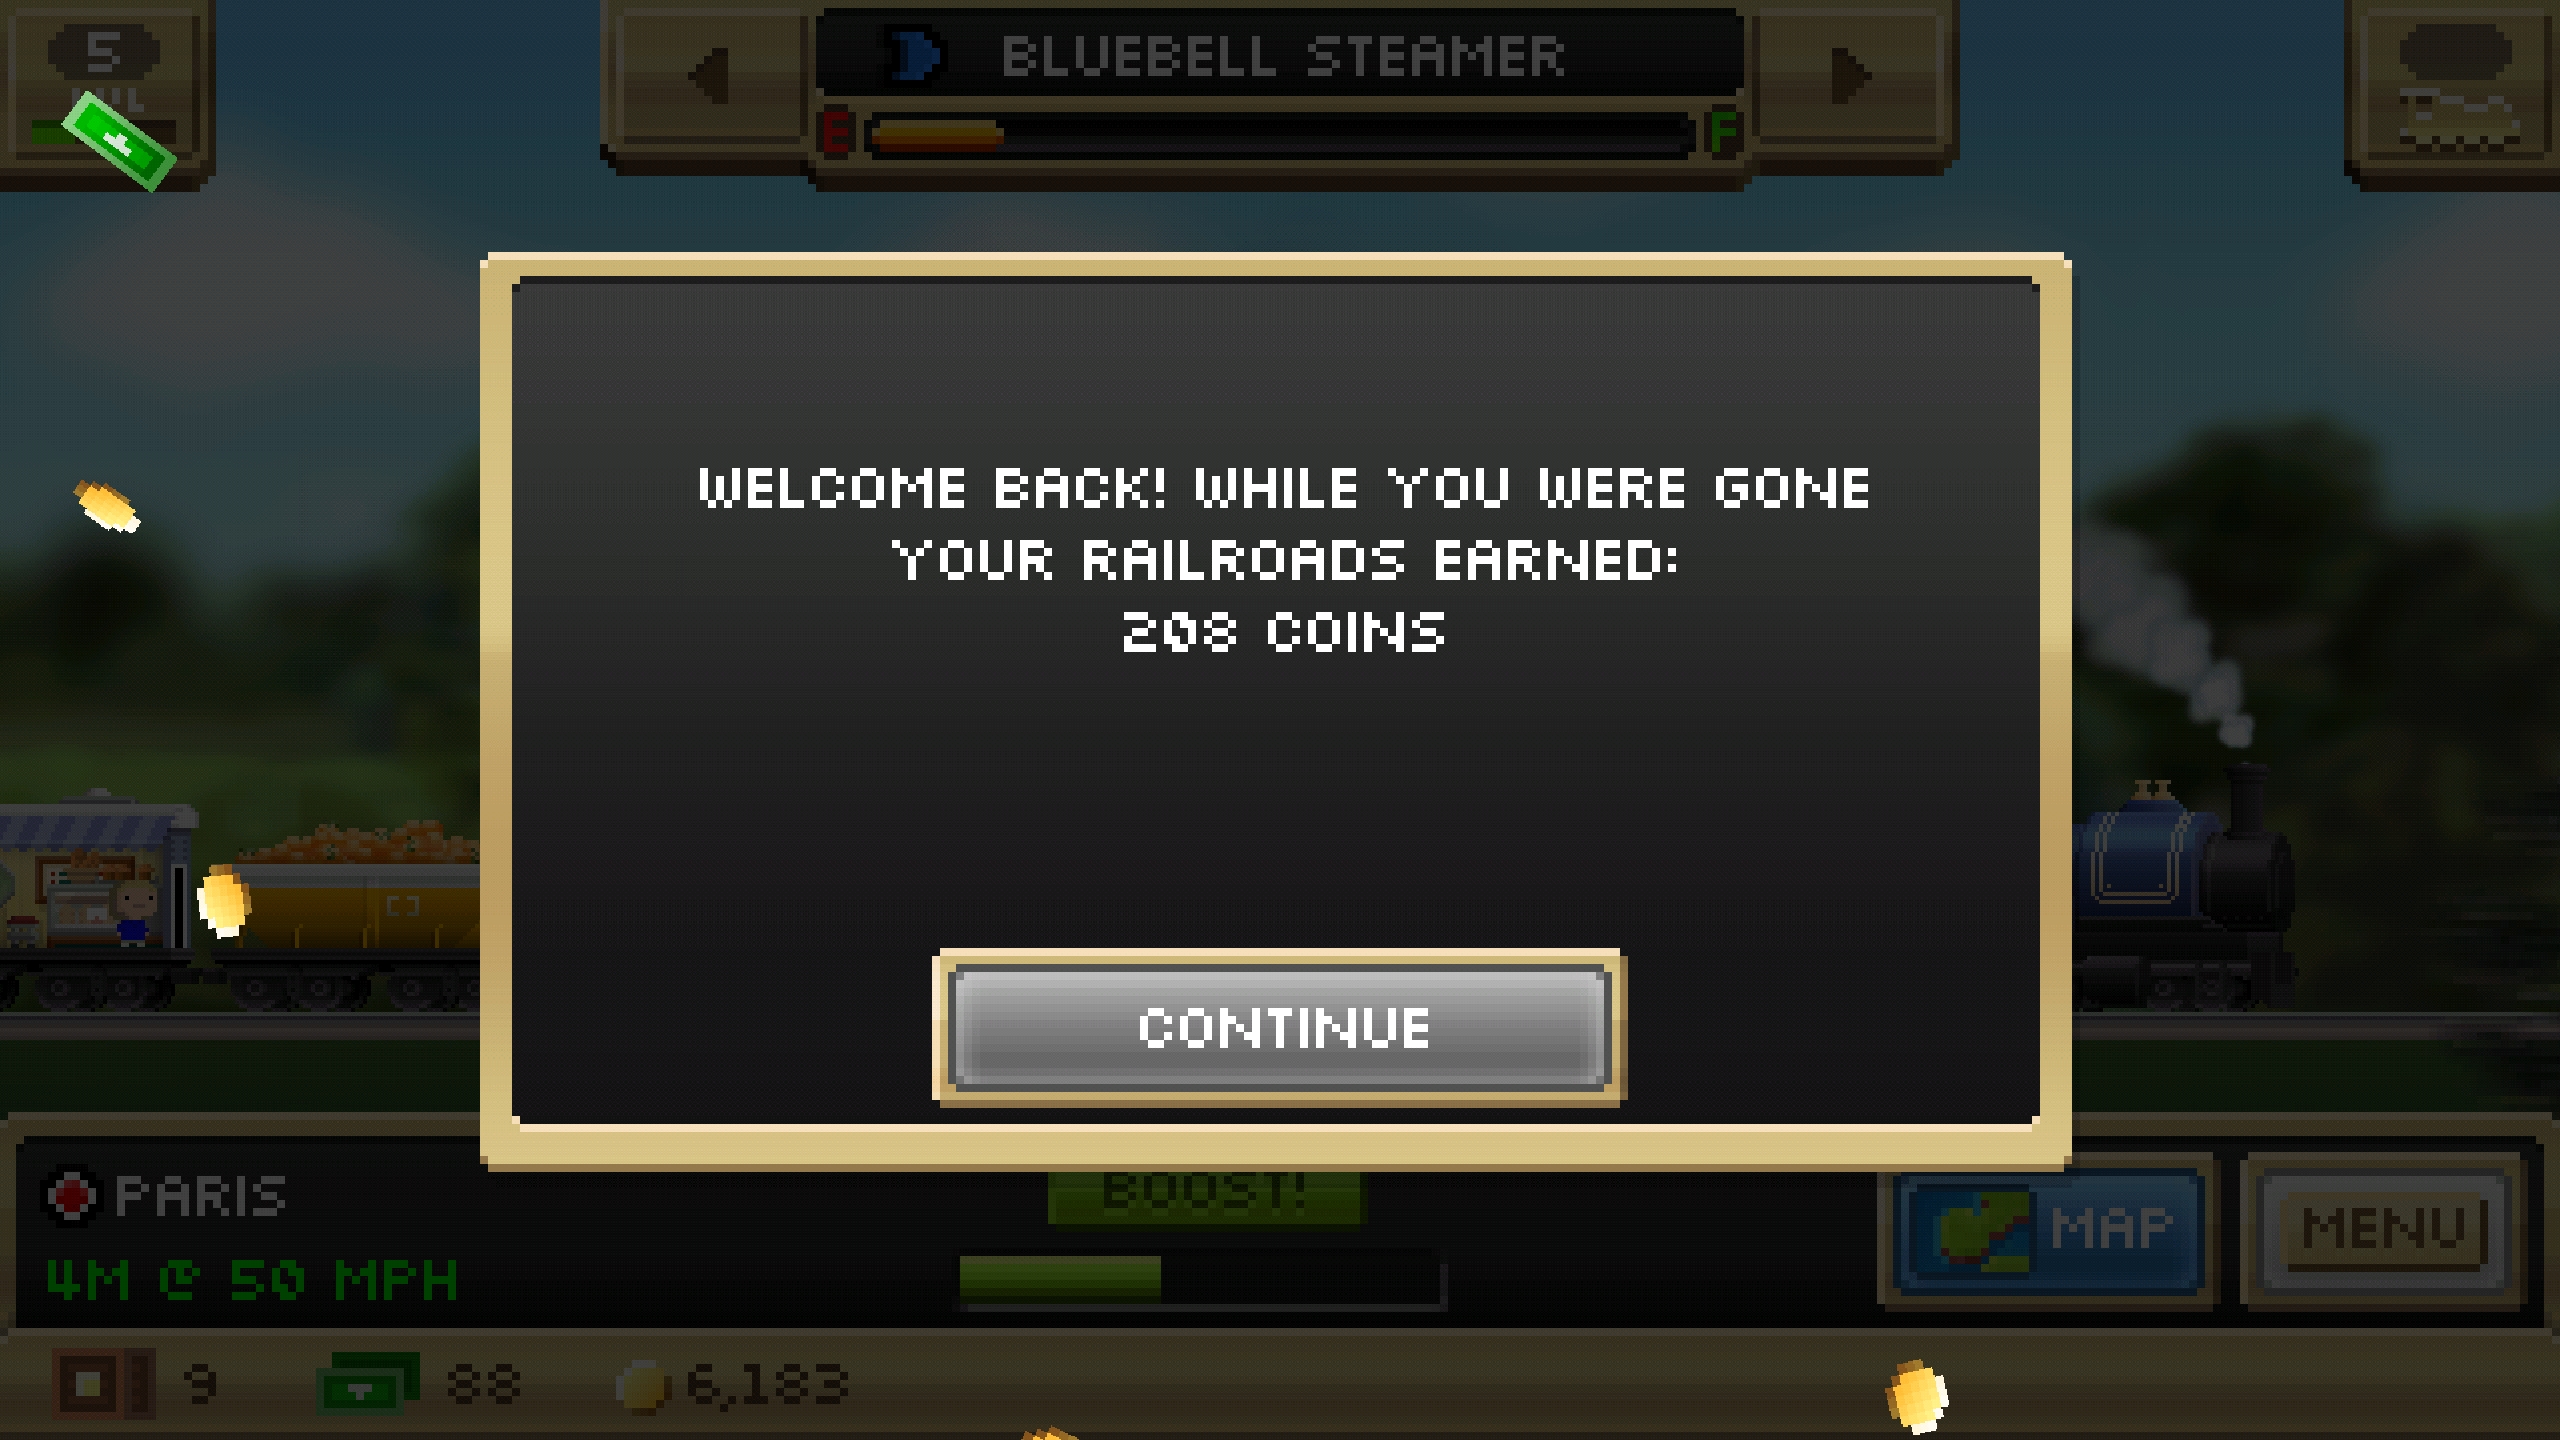 5
LVL
BLUEBELL STEAMER
E
F
WELCOME BACK! WHILE YOU WERE GONE
YOUR RAILROADS EARNED:
208 COINS
CONTINUE
PARIS
4M @ 50 MPH
BOOST!
MAP
MENU
9
88
6,183